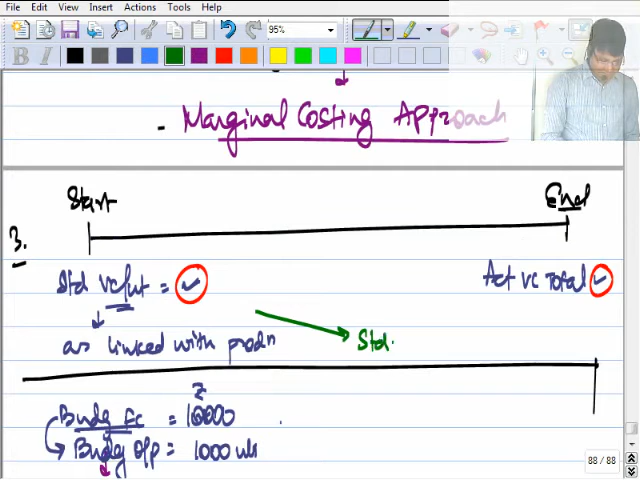 File Edit View Insert Actions Tools Help
95%
B I
Marginal Costing Approach
Start End
3.
Std vc/ut = ✓ Act vc Total ✓
as linked with prodn
Std.
Budg FC =
Budg Opp = 1000 uts
88 / 88